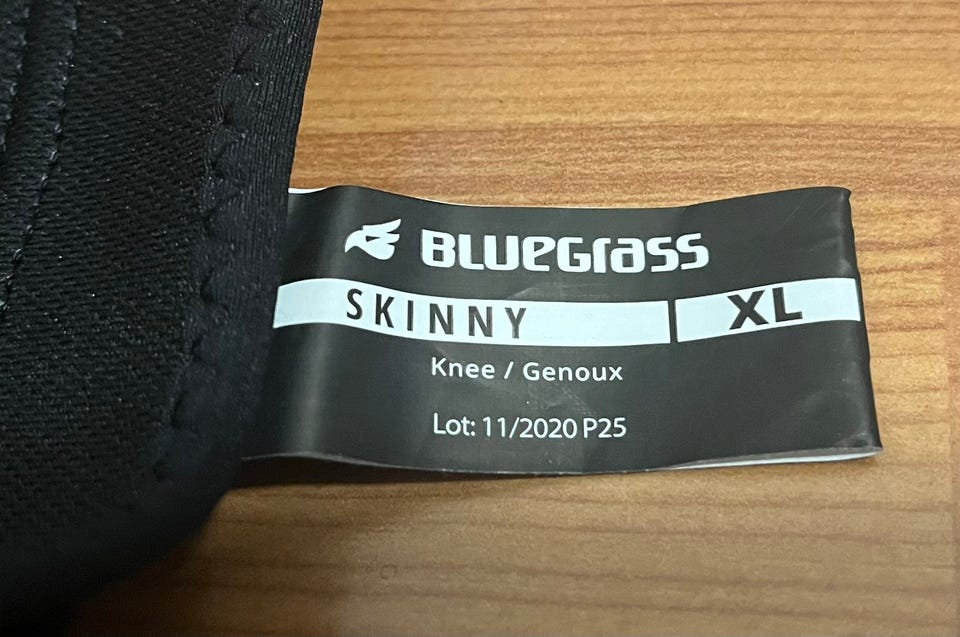 BLUeGrass
SKINNY XL
Knee / Genoux
Lot: 11/2020 P25